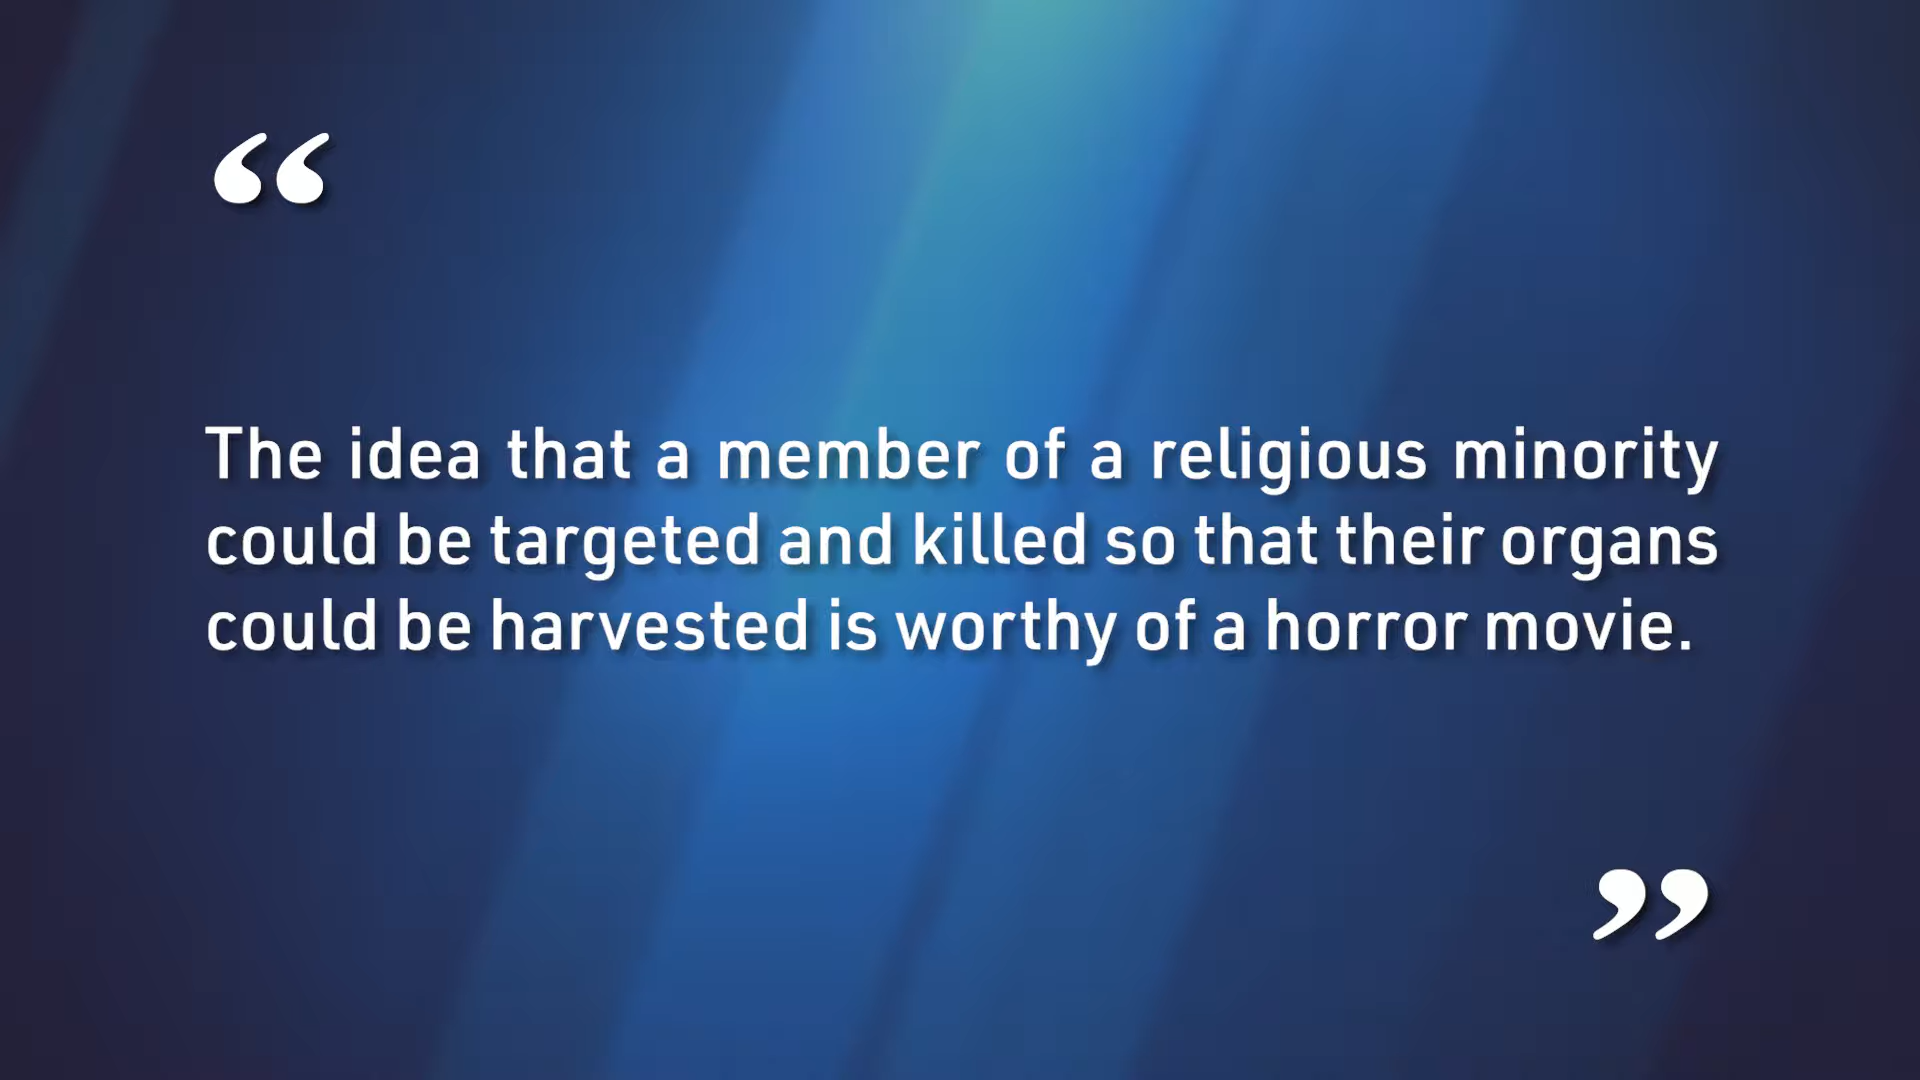 “
The idea that a member of a religious minority
could be targeted and killed so that their organs
could be harvested is worthy of a horror movie.
”